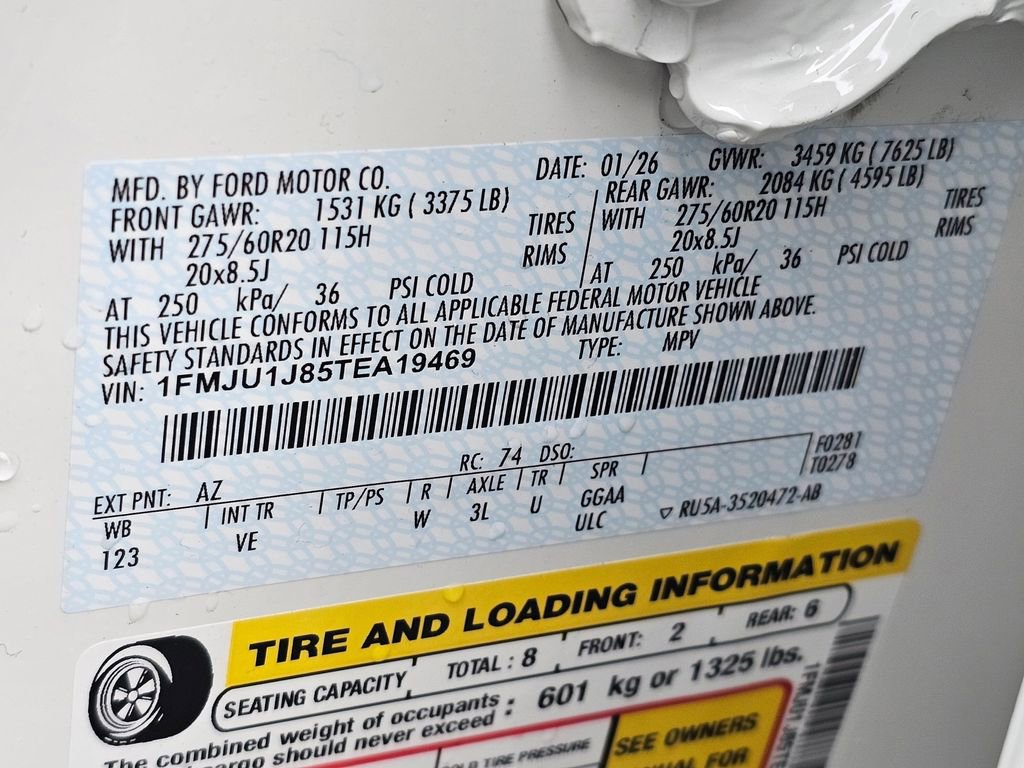 MFD. BY FORD MOTOR CO. DATE: 01/26 GVWR: 3459 KG ( 7625 LB)
FRONT GAWR: 1531 KG ( 3375 LB) REAR GAWR: 2084 KG ( 4595 LB)
WITH 275/60R20 115H TIRES WITH 275/60R20 115H TIRES
20x8.5J RIMS 20x8.5J RIMS
AT 250 kPa/ 36 PSI COLD AT 250 kPa/ 36 PSI COLD
THIS VEHICLE CONFORMS TO ALL APPLICABLE FEDERAL MOTOR VEHICLE
SAFETY STANDARDS IN EFFECT ON THE DATE OF MANUFACTURE SHOWN ABOVE.
VIN: 1FMJU1J85TEA19469 TYPE: MPV
EXT PNT: AZ RC: 74 DSO: F0281
WB INT TR TP/PS R AXLE TR SPR T0278
123 VE W 3L U GGAA
ULC ▽ RU5A-3520472-AB
TIRE AND LOADING INFORMATION
SEATING CAPACITY TOTAL : 8 FRONT: 2 REAR: 6
The combined weight of occupants
cargo should never exceed : 601 kg or 1325 lbs.
TIRE PRESSURE SEE OWNERS
FOR